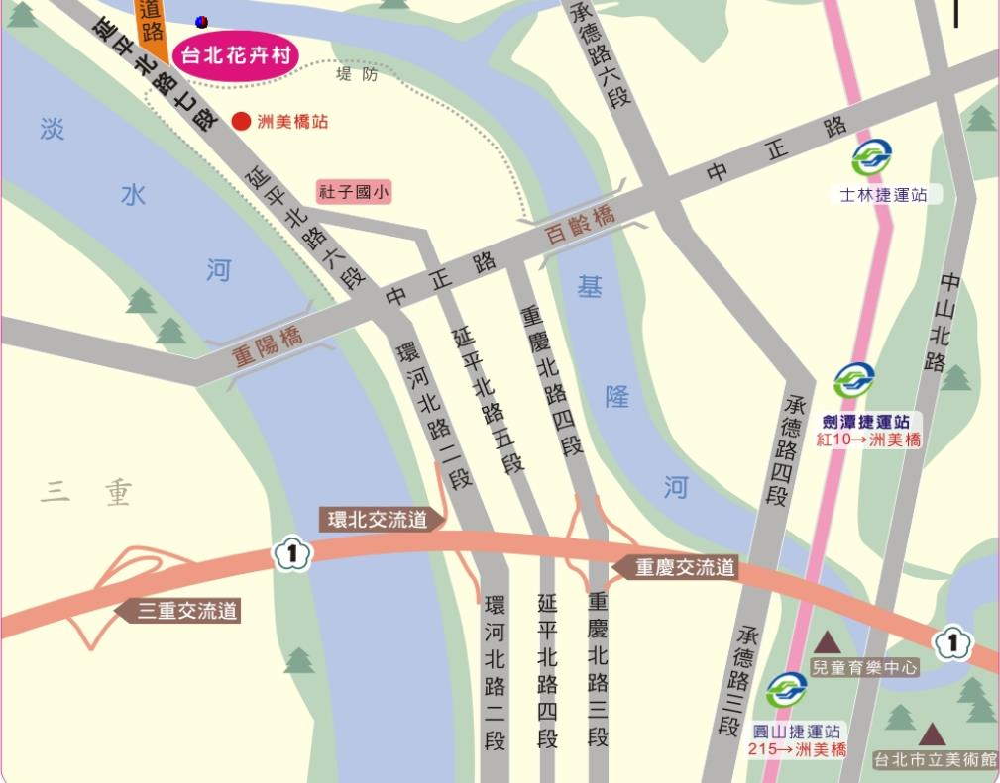 道路
台北花卉村
延平北路七段
堤防
洲美橋站
承德路六段
中正路
士林捷運站
淡水河
延平北路六段
社子國小
百齡橋
中正路
基隆河
重陽橋
重慶北路四段
延平北路五段
環河北路二段
中山北路
劍潭捷運站
紅10→洲美橋
承德路四段
三重
環北交流道
1
重慶交流道
三重交流道
環河北路二段
延平北路四段
重慶北路三段
承德路三段
1
兒童育樂中心
圓山捷運站
215→洲美橋
台北市立美術館